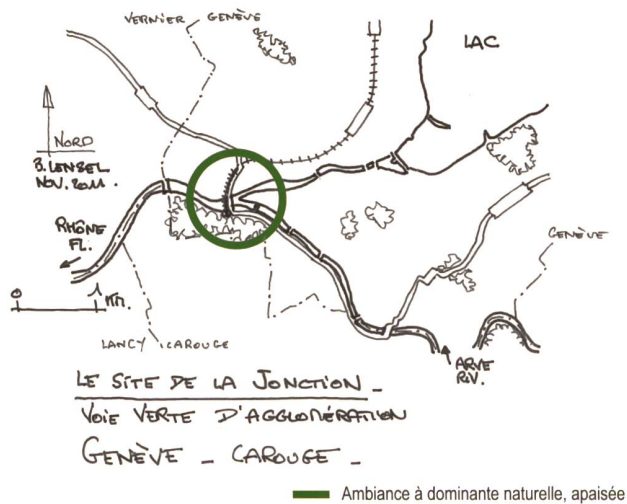 VERNIER
GENÈVE
LAC
NORD
B. LENSEL
NOV. 2011.
RHÔNE
FL.
0
1
KM.
GENÈVE
LANCY
CAROUGE
ARVE
RIV.
LE SITE DE LA JONCTION _
VOIE VERTE D'AGGLOMÉRATION
GENÈVE _ CAROUGE _
Ambiance à dominante naturelle, apaisée